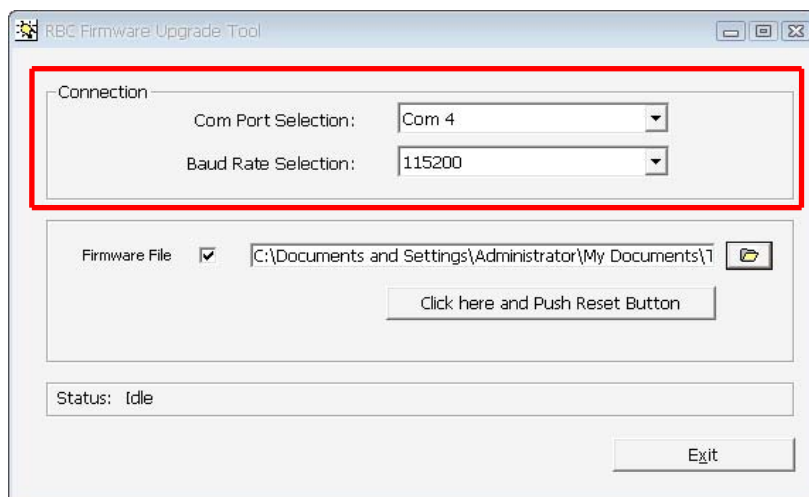 RBC Firmware Upgrade Tool
Connection
Com Port Selection: Com 4
Baud Rate Selection: 115200
Firmware File C:\Documents and Settings\Administrator\My Documents\T
Click here and Push Reset Button
Status: Idle
Exit